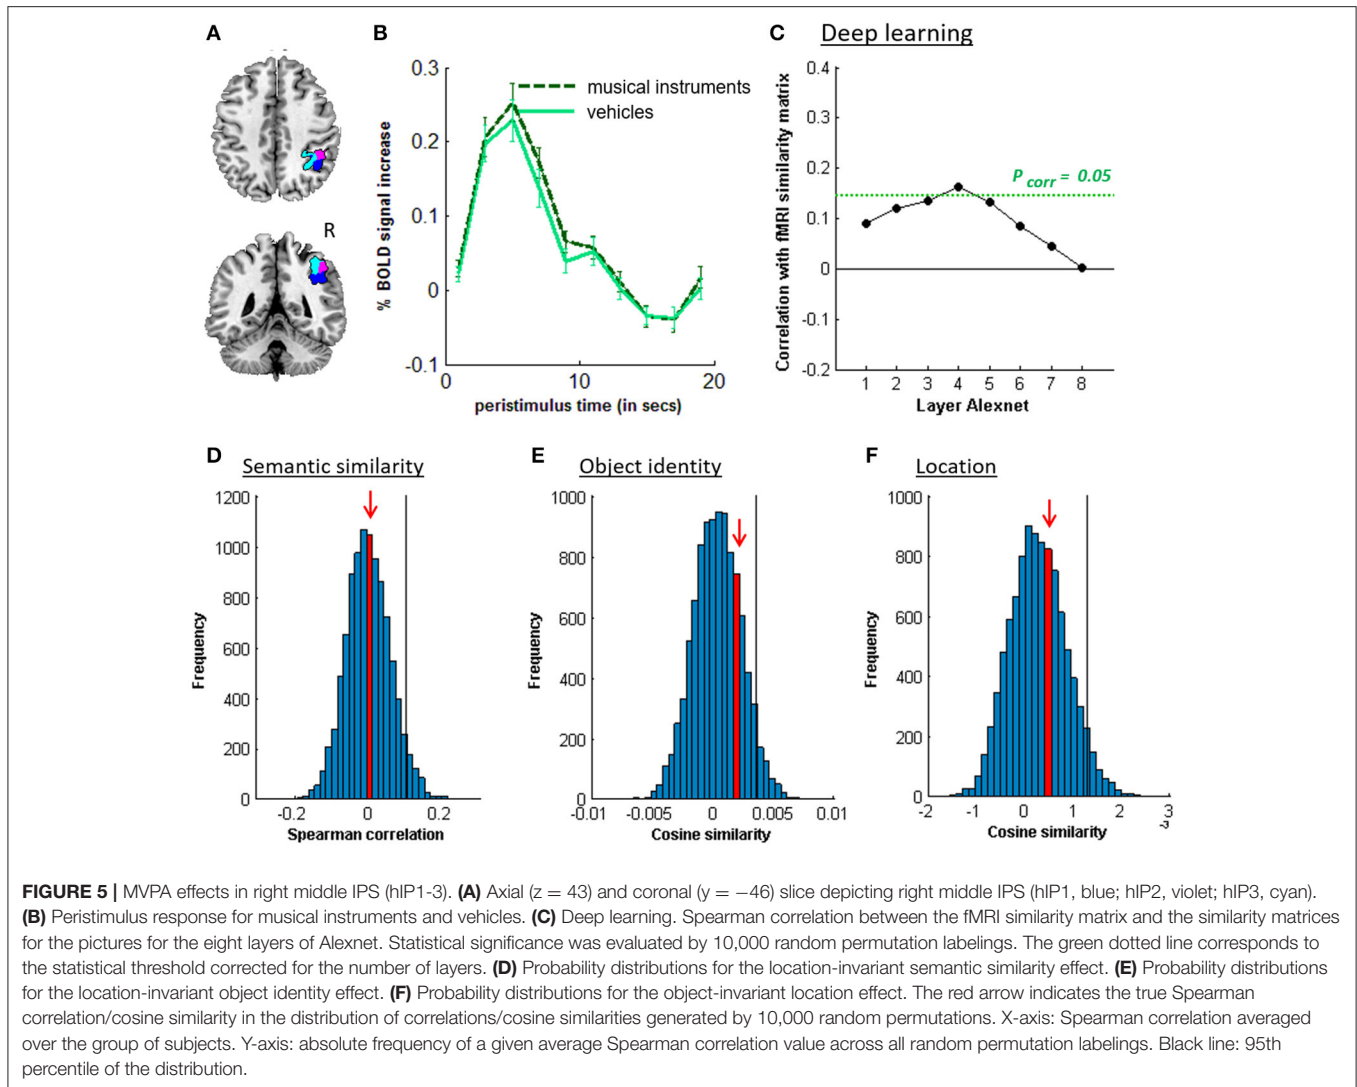 A
R
B
0.3
0.2
0.1
0
-0.1
% BOLD signal increase
musical instruments
vehicles
0 10 20
peristimulus time (in secs)
C Deep learning
0.4
0.3
0.2
0.1
0
-0.1
-0.2
Correlation with fMRI similarity matrix
P corr = 0.05
1 2 3 4 5 6 7 8
Layer Alexnet
D Semantic similarity
1200
1000
800
600
400
200
0
Frequency
-0.2 0 0.2
Spearman correlation
E Object identity
1000
800
600
400
200
0
Frequency
-0.01 -0.005 0 0.005 0.01
Cosine similarity
F Location
1000
800
600
400
200
0
Frequency
-2 -1 0 1 2 3
-3
Cosine similarity
FIGURE 5 | MVPA effects in right middle IPS (hIP1-3). (A) Axial (z = 43) and coronal (y = −46) slice depicting right middle IPS (hIP1, blue; hIP2, violet; hIP3, cyan).
(B) Peristimulus response for musical instruments and vehicles. (C) Deep learning. Spearman correlation between the fMRI similarity matrix and the similarity matrices
for the pictures for the eight layers of Alexnet. Statistical significance was evaluated by 10,000 random permutation labelings. The green dotted line corresponds to
the statistical threshold corrected for the number of layers. (D) Probability distributions for the location-invariant semantic similarity effect. (E) Probability distributions
for the location-invariant object identity effect. (F) Probability distributions for the object-invariant location effect. The red arrow indicates the true Spearman
correlation/cosine similarity in the distribution of correlations/cosine similarities generated by 10,000 random permutations. X-axis: Spearman correlation averaged
over the group of subjects. Y-axis: absolute frequency of a given average Spearman correlation value across all random permutation labelings. Black line: 95th
percentile of the distribution.